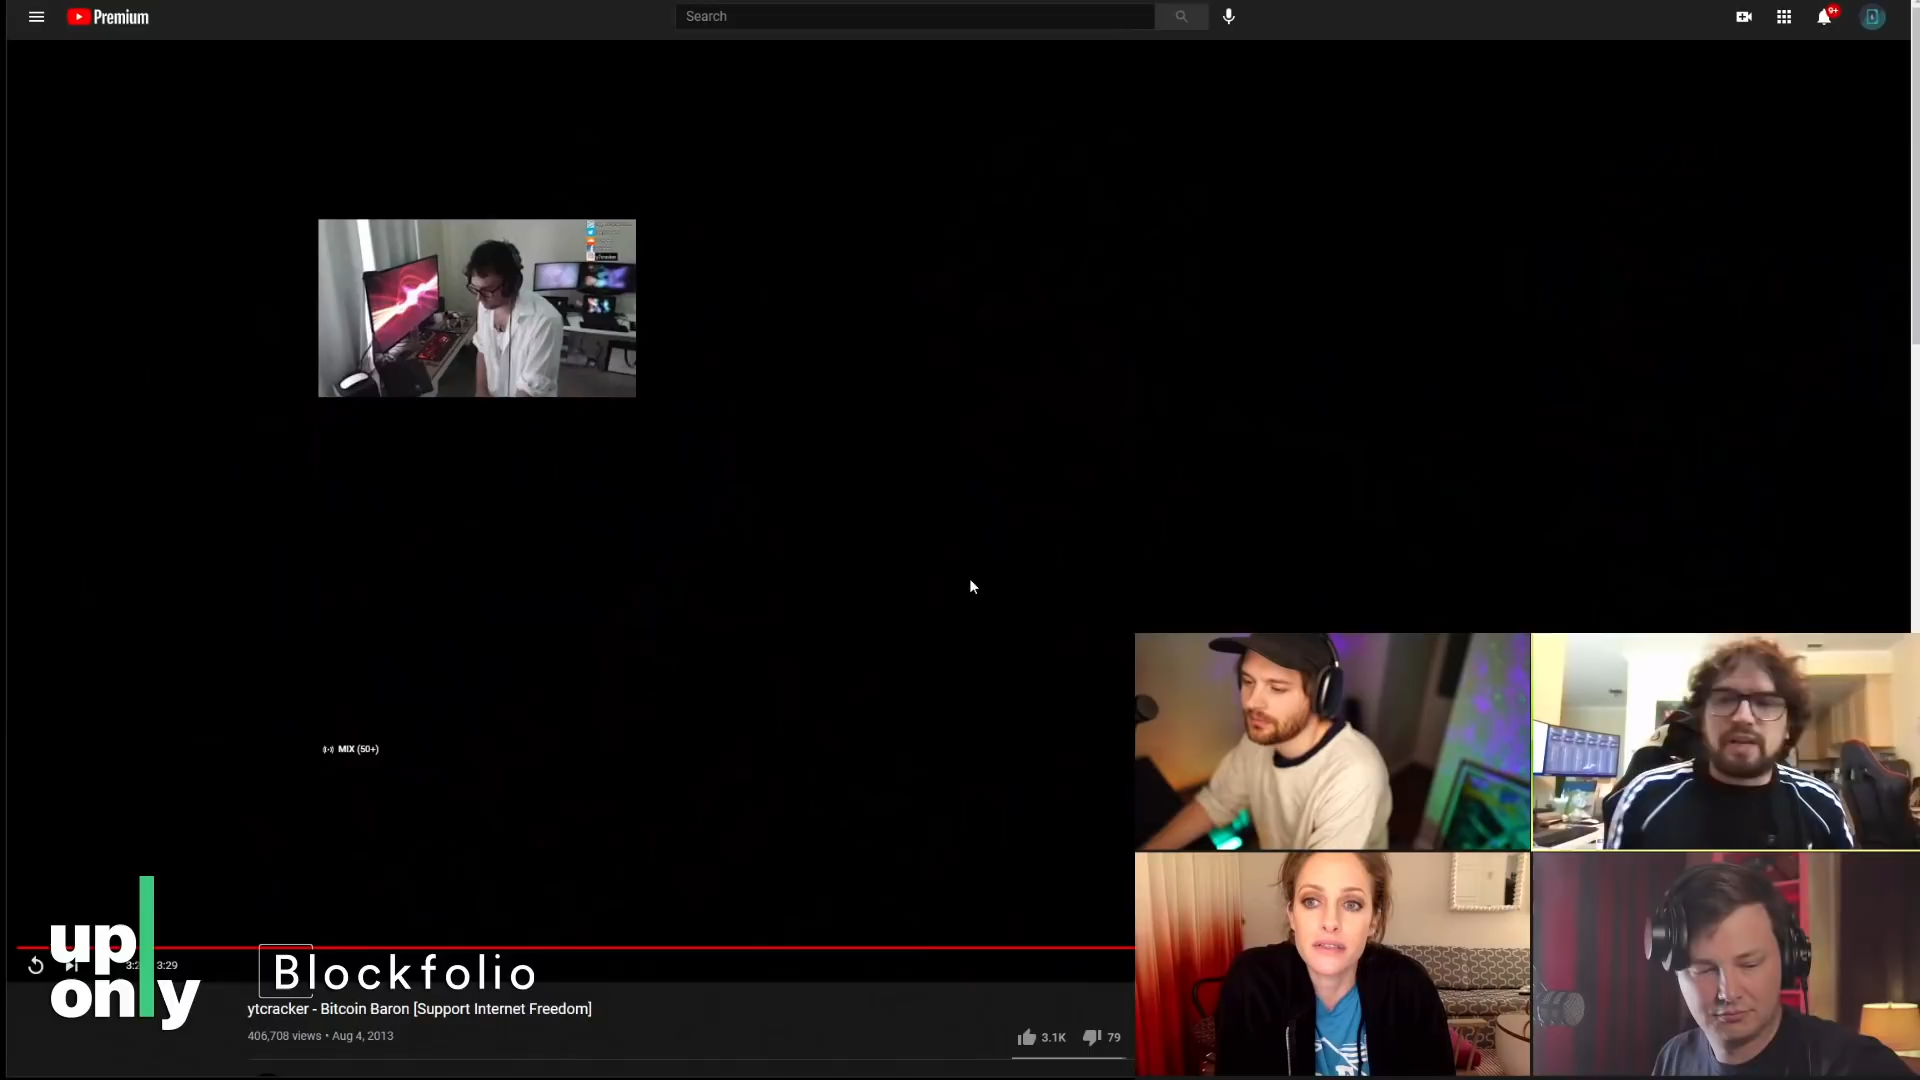 Premium
Search
9+
MIX (50+)
up only
3:29
Blockfolio
ytcracker - Bitcoin Baron [Support Internet Freedom]
406,708 views • Aug 4, 2013
3.1K
79